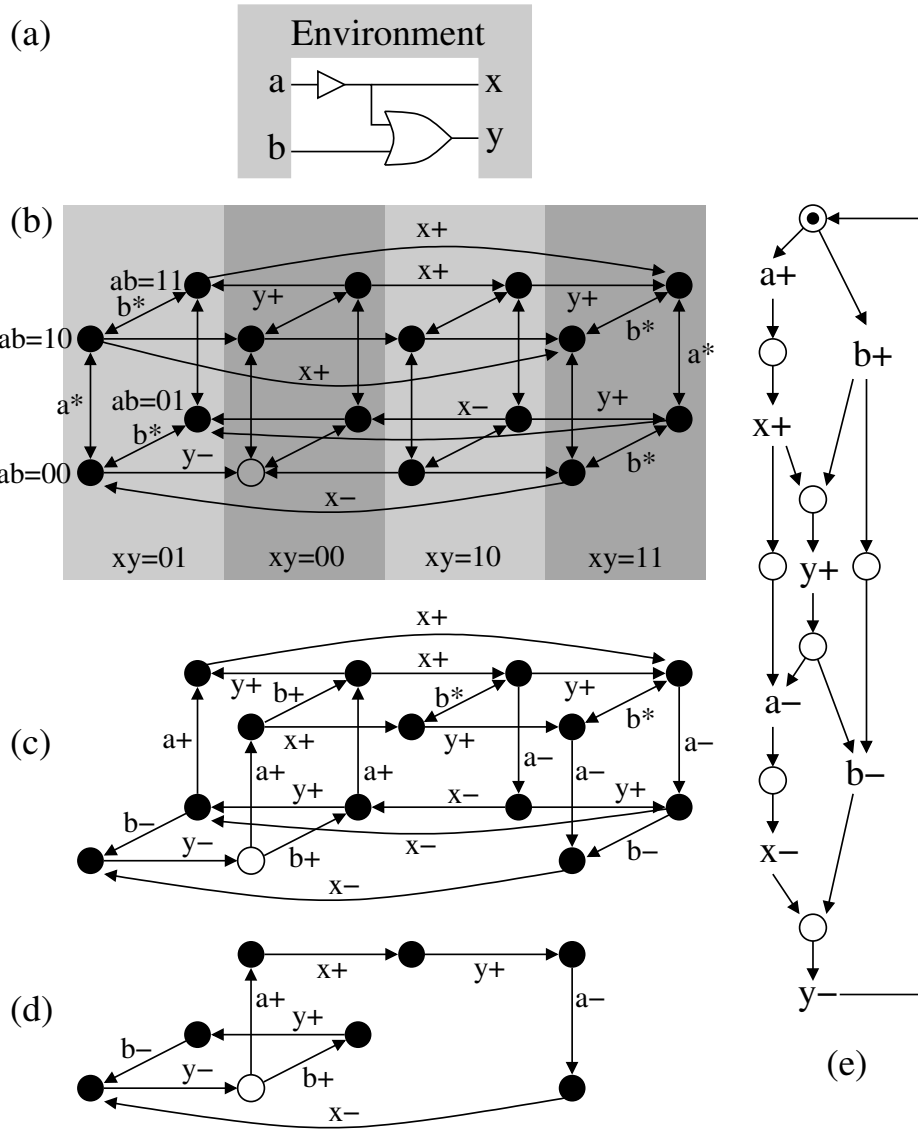 (a)
Environment
a
x
b
y
(b)
x+
ab=11
x+
b*
y+
y+
ab=10
b*
x+
a*
a*
ab=01
x−
y+
b*
y−
b*
ab=00
x−
xy=01
xy=00
xy=10
xy=11
(c)
x+
x+
y+
b+
b*
y+
b*
x+
y+
a+
a+
a+
a−
a−
a−
y+
x−
y+
b−
x−
b−
y−
b+
x−
(d)
x+
y+
a+
a−
y+
b−
y−
b+
x−
a+
b+
x+
y+
a−
b−
x−
y−
(e)